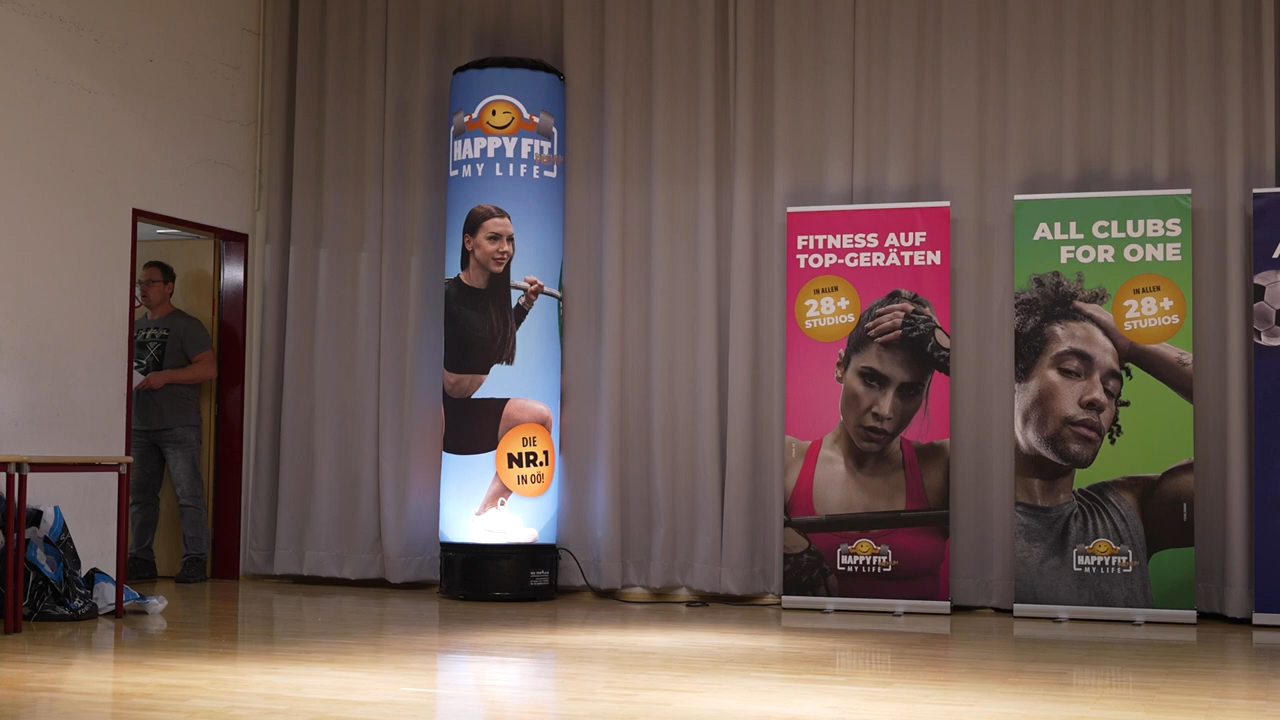 HAPPY FIT
MY LIFE
DIE
NR.1
IN OÖ!
FITNESS AUF
TOP-GERÄTEN
IN ALLEN
28+
STUDIOS
HAPPY FIT
MY LIFE
ALL CLUBS
FOR ONE
IN ALLEN
28+
STUDIOS
HAPPY FIT
MY LIFE